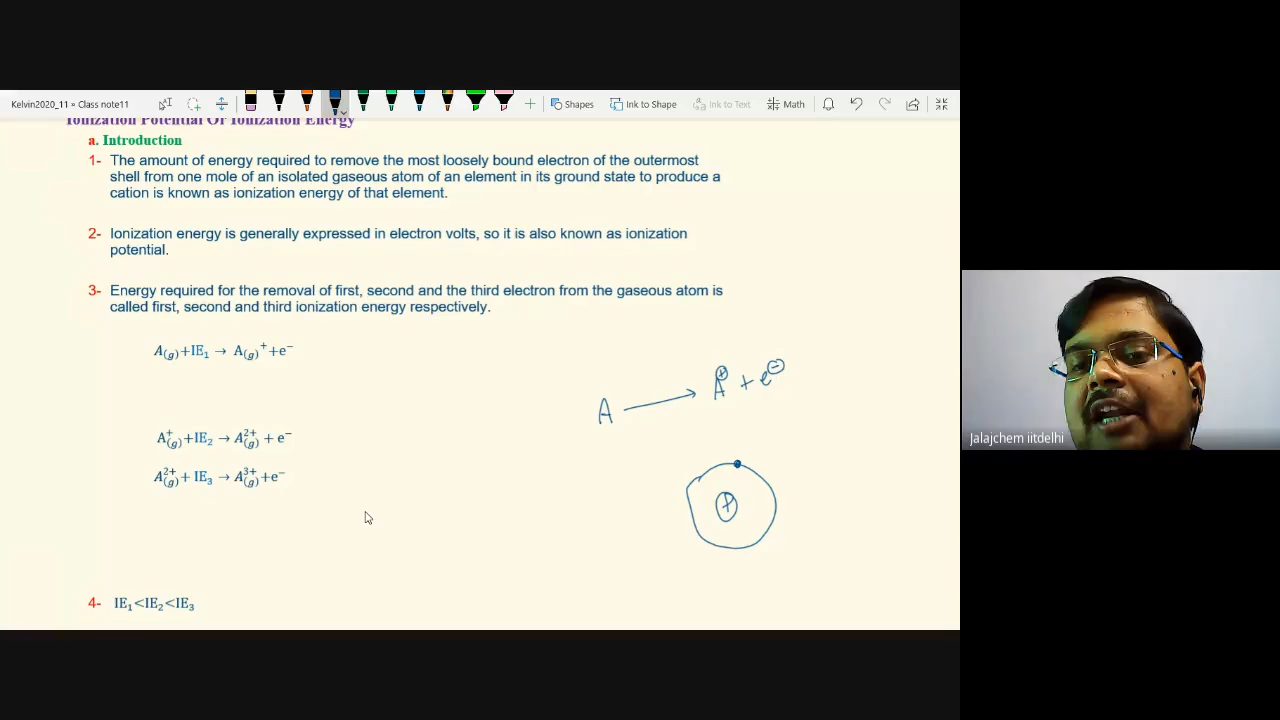 Kelvin2020_11 » Class note11
Shapes
Ink to Shape
Ink to Text
Math
Ionization Potential Or Ionization Energy
a. Introduction
1- The amount of energy required to remove the most loosely bound electron of the outermost
shell from one mole of an isolated gaseous atom of an element in its ground state to produce a
cation is known as ionization energy of that element.
2- Ionization energy is generally expressed in electron volts, so it is also known as ionization
potential.
3- Energy required for the removal of first, second and the third electron from the gaseous atom is
called first, second and third ionization energy respectively.
A₍g₎+IE₁ → A₍g₎⁺+e⁻
A → A⊕ + e⊖
A⁺₍g₎+IE₂ → A²⁺₍g₎ + e⁻
A²⁺₍g₎+ IE₃ → A³⁺₍g₎+e⁻
+
4- IE₁<IE₂<IE₃
Jalajchem iitdelhi